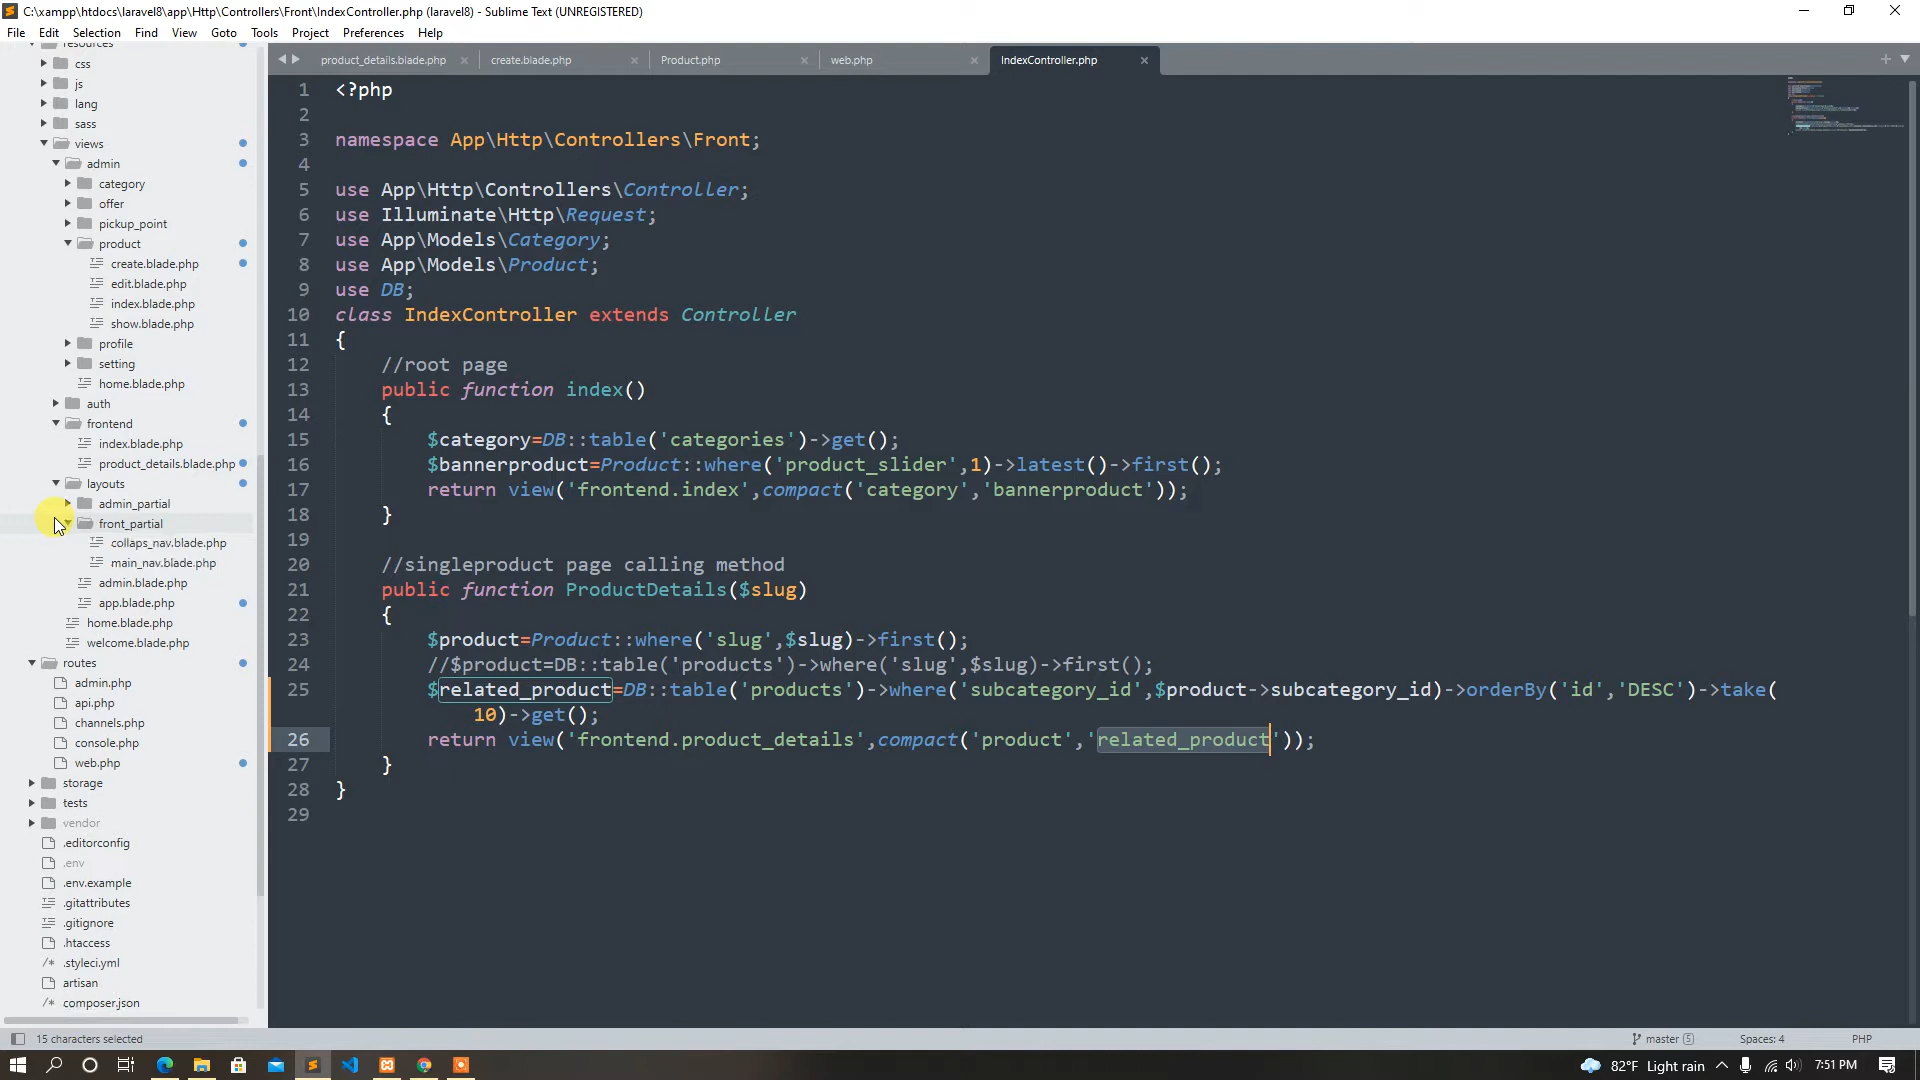 C:\xampp\htdocs\laravel8\app\Http\Controllers\Front\IndexController.php (laravel8) - Sublime Text (UNREGISTERED)
File Edit Selection Find View Goto Tools Project Preferences Help
resources
css
js
lang
sass
views
admin
category
offer
pickup_point
product
create.blade.php
edit.blade.php
index.blade.php
show.blade.php
profile
setting
home.blade.php
auth
frontend
index.blade.php
product_details.blade.php
layouts
admin_partial
front_partial
collaps_nav.blade.php
main_nav.blade.php
admin.blade.php
app.blade.php
home.blade.php
welcome.blade.php
routes
admin.php
api.php
channels.php
console.php
web.php
storage
tests
vendor
.editorconfig
.env
.env.example
.gitattributes
.gitignore
.htaccess
.styleci.yml
artisan
composer.json
product_details.blade.php create.blade.php Product.php web.php IndexController.php
1 <?php
2
3 namespace App\Http\Controllers\Front;
4
5 use App\Http\Controllers\Controller;
6 use Illuminate\Http\Request;
7 use App\Models\Category;
8 use App\Models\Product;
9 use DB;
10 class IndexController extends Controller
11 {
12 //root page
13 public function index()
14 {
15 $category=DB::table('categories')->get();
16 $bannerproduct=Product::where('product_slider',1)->latest()->first();
17 return view('frontend.index',compact('category','bannerproduct'));
18 }
19
20 //singleproduct page calling method
21 public function ProductDetails($slug)
22 {
23 $product=Product::where('slug',$slug)->first();
24 //$product=DB::table('products')->where('slug',$slug)->first();
25 $related_product=DB::table('products')->where('subcategory_id',$product->subcategory_id)->orderBy('id','DESC')->take(
10)->get();
26 return view('frontend.product_details',compact('product','related_product'));
27 }
28 }
29
15 characters selected master 5 Spaces: 4 PHP
82°F Light rain 7:51 PM